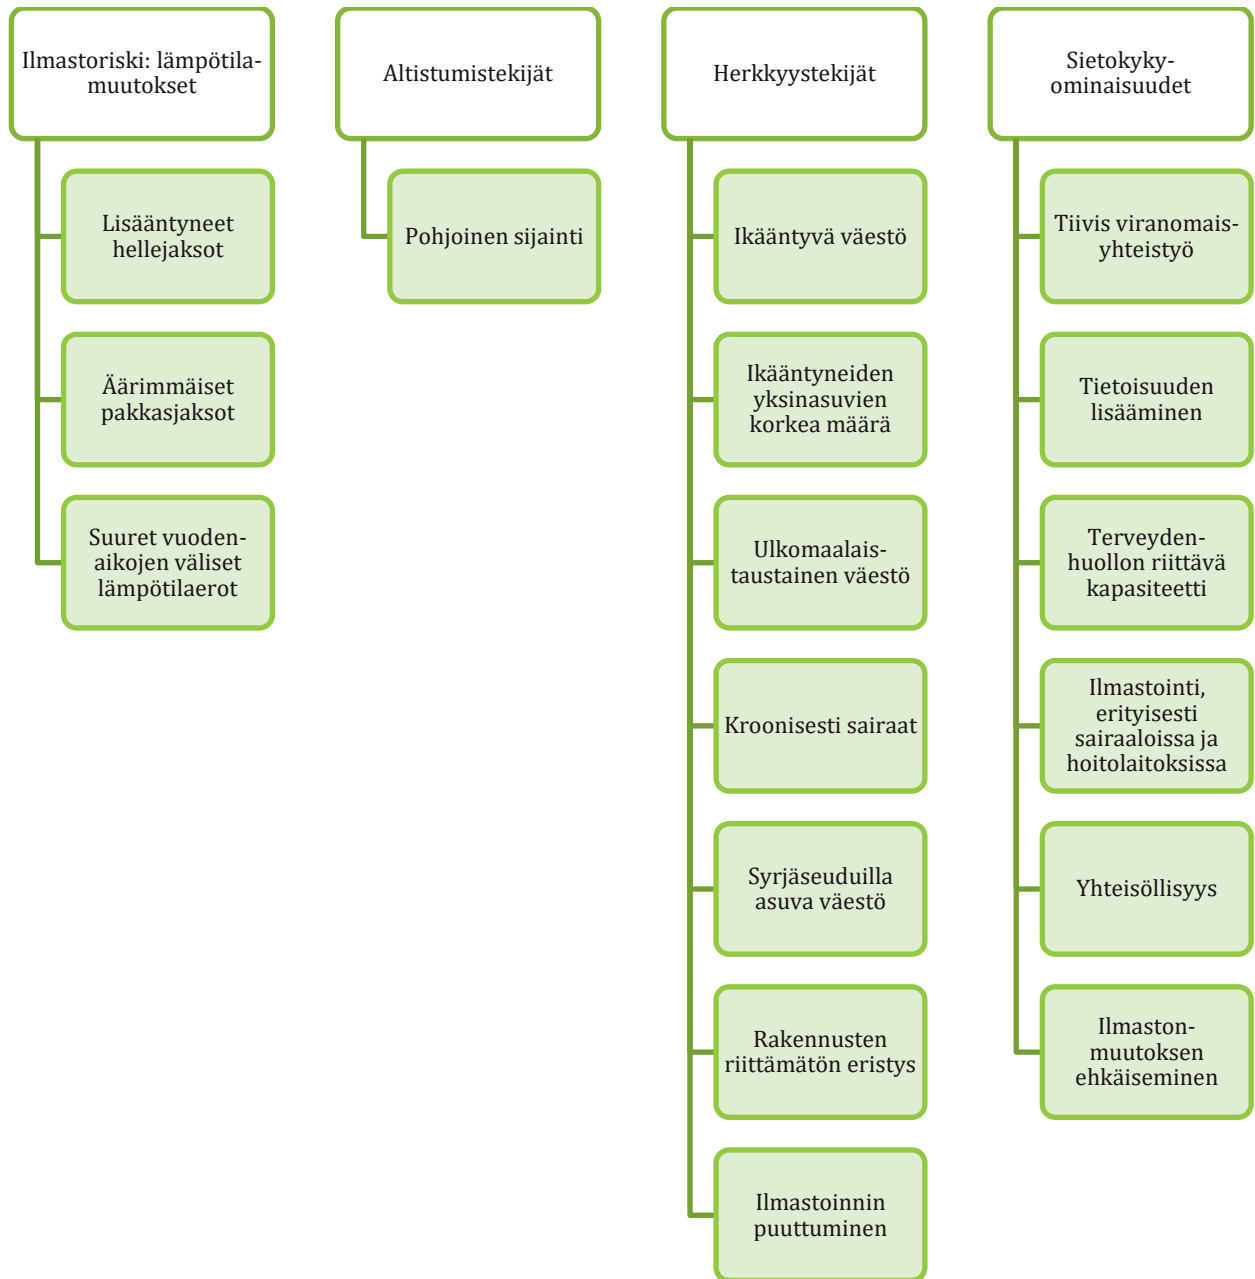 Ilmastoriski: lämpötila-
muutokset
Lisääntyneet
hellejaksot
Äärimmäiset
pakkasjaksot
Suuret vuoden-
aikojen väliset
lämpötilaerot
Altistumistekijät
Pohjoinen sijainti
Herkkyystekijät
Ikääntyvä väestö
Ikääntyneiden
yksinasuvien
korkea määrä
Ulkomaalais-
taustainen väestö
Kroonisesti sairaat
Syrjäseuduilla
asuva väestö
Rakennusten
riittämätön eristys
Ilmastoinnin
puuttuminen
Sietokyky-
ominaisuudet
Tiivis viranomais-
yhteistyö
Tietoisuuden
lisääminen
Terveyden-
huollon riittävä
kapasiteetti
Ilmastointi,
erityisesti
sairaaloissa ja
hoitolaitoksissa
Yhteisöllisyys
Ilmaston-
muutoksen
ehkäiseminen